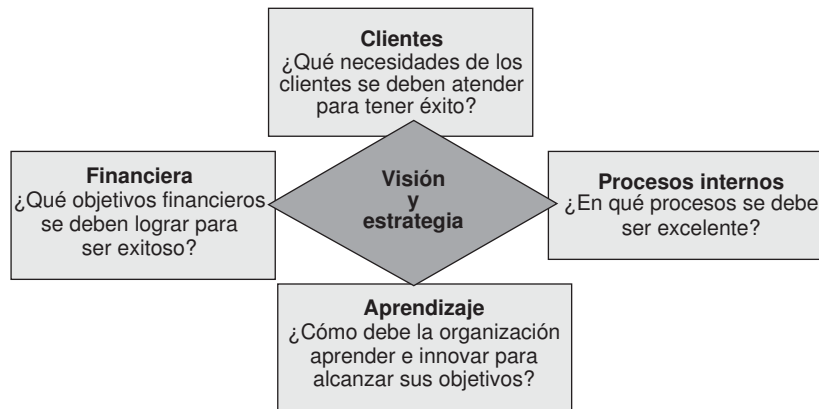 Clientes
¿Qué necesidades de los
clientes se deben atender
para tener éxito?
Financiera
¿Qué objetivos financieros
se deben lograr para
ser exitoso?
Visión
y
estrategia
Procesos internos
¿En qué procesos se debe
ser excelente?
Aprendizaje
¿Cómo debe la organización
aprender e innovar para
alcanzar sus objetivos?